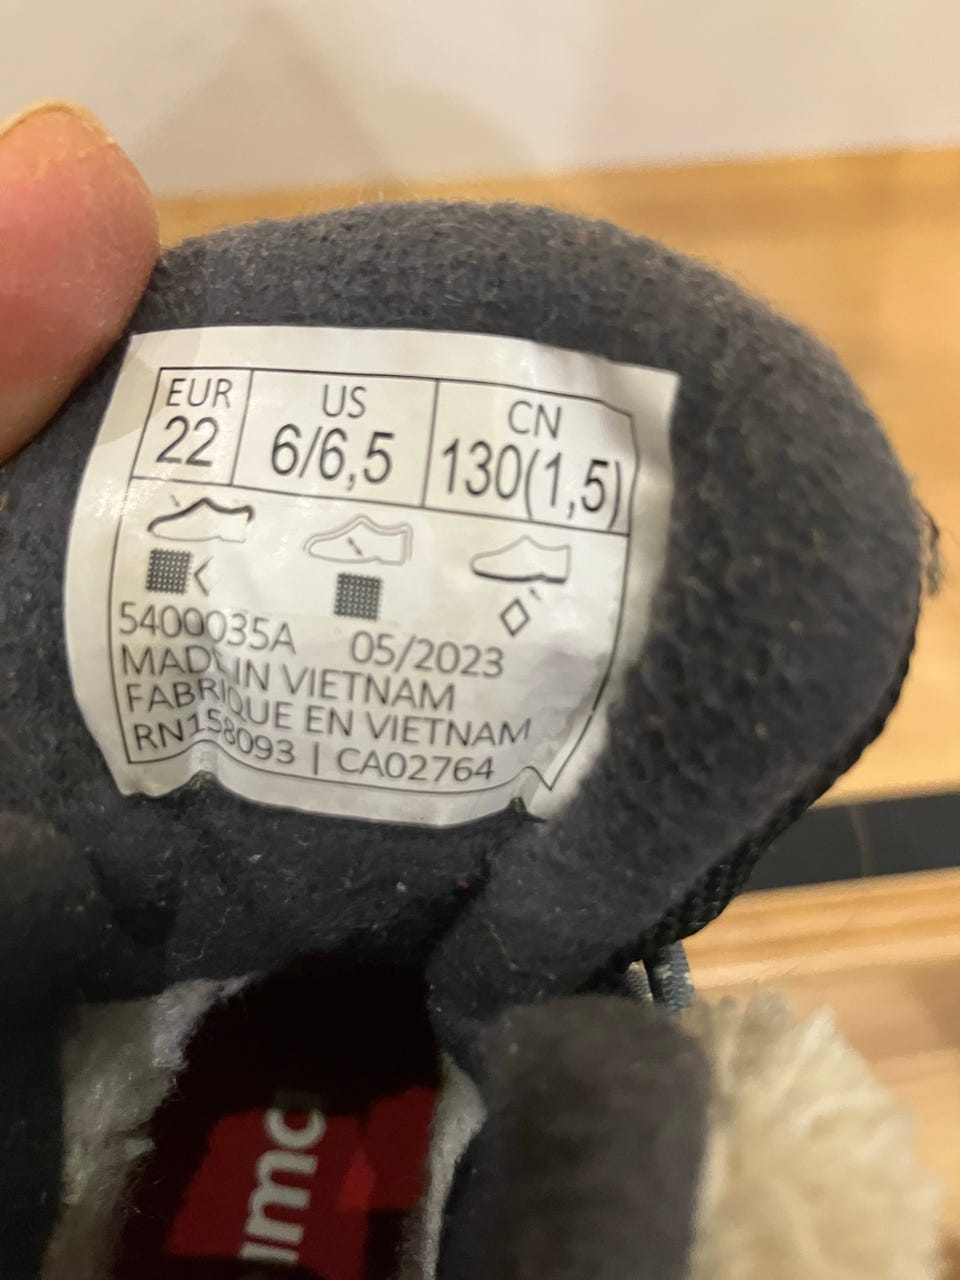 EUR US CN
22 6/6,5 130(1,5)
5400035A 05/2023
MADE IN VIETNAM
FABRIQUE EN VIETNAM
RN158093 | CA02764